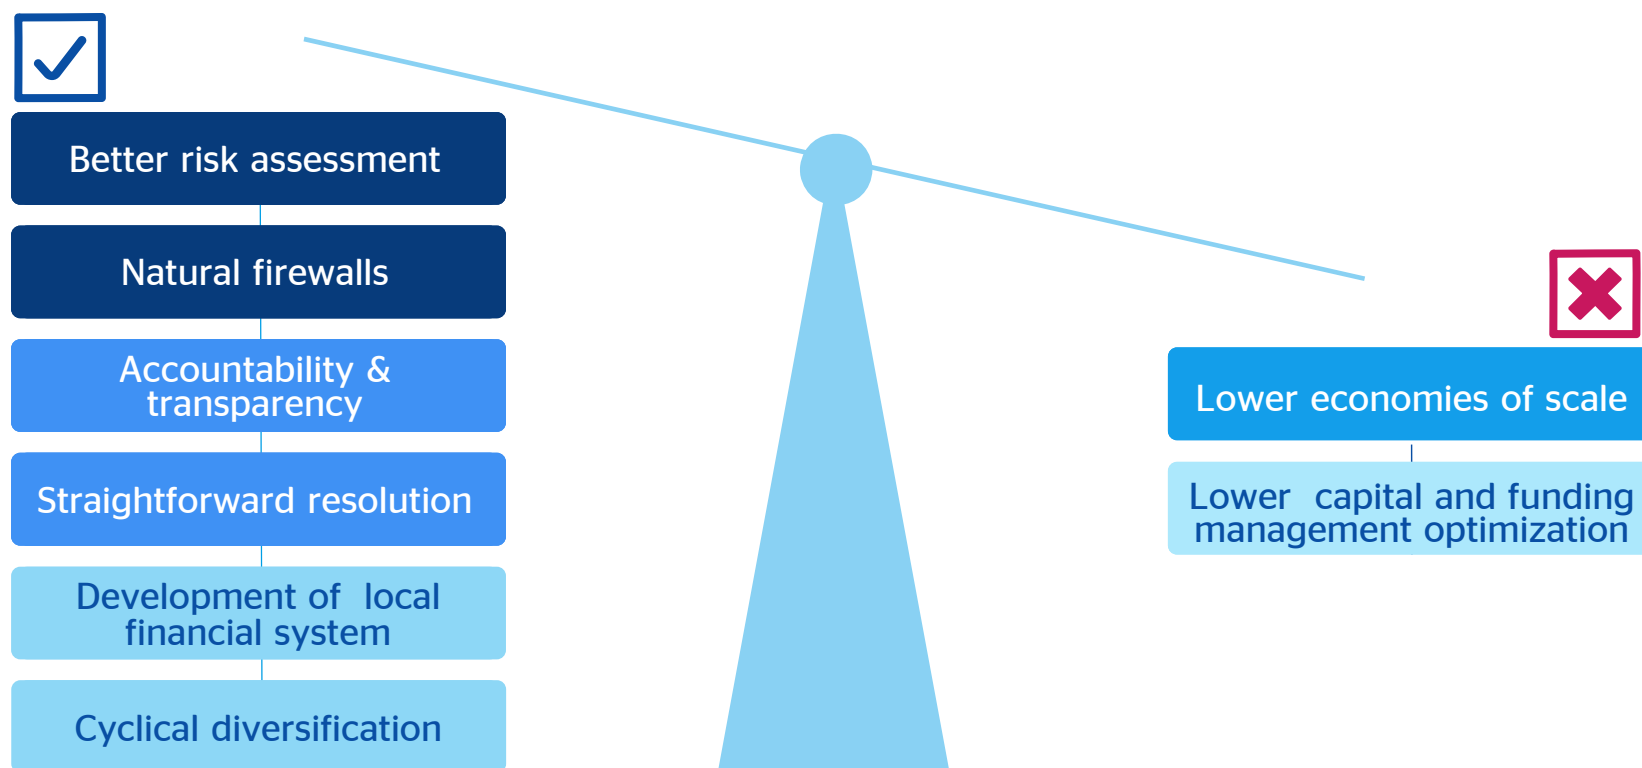 Better risk assessment
Natural firewalls
Accountability &
transparency
Straightforward resolution
Development of local
financial system
Cyclical diversification
Lower economies of scale
Lower capital and funding
management optimization